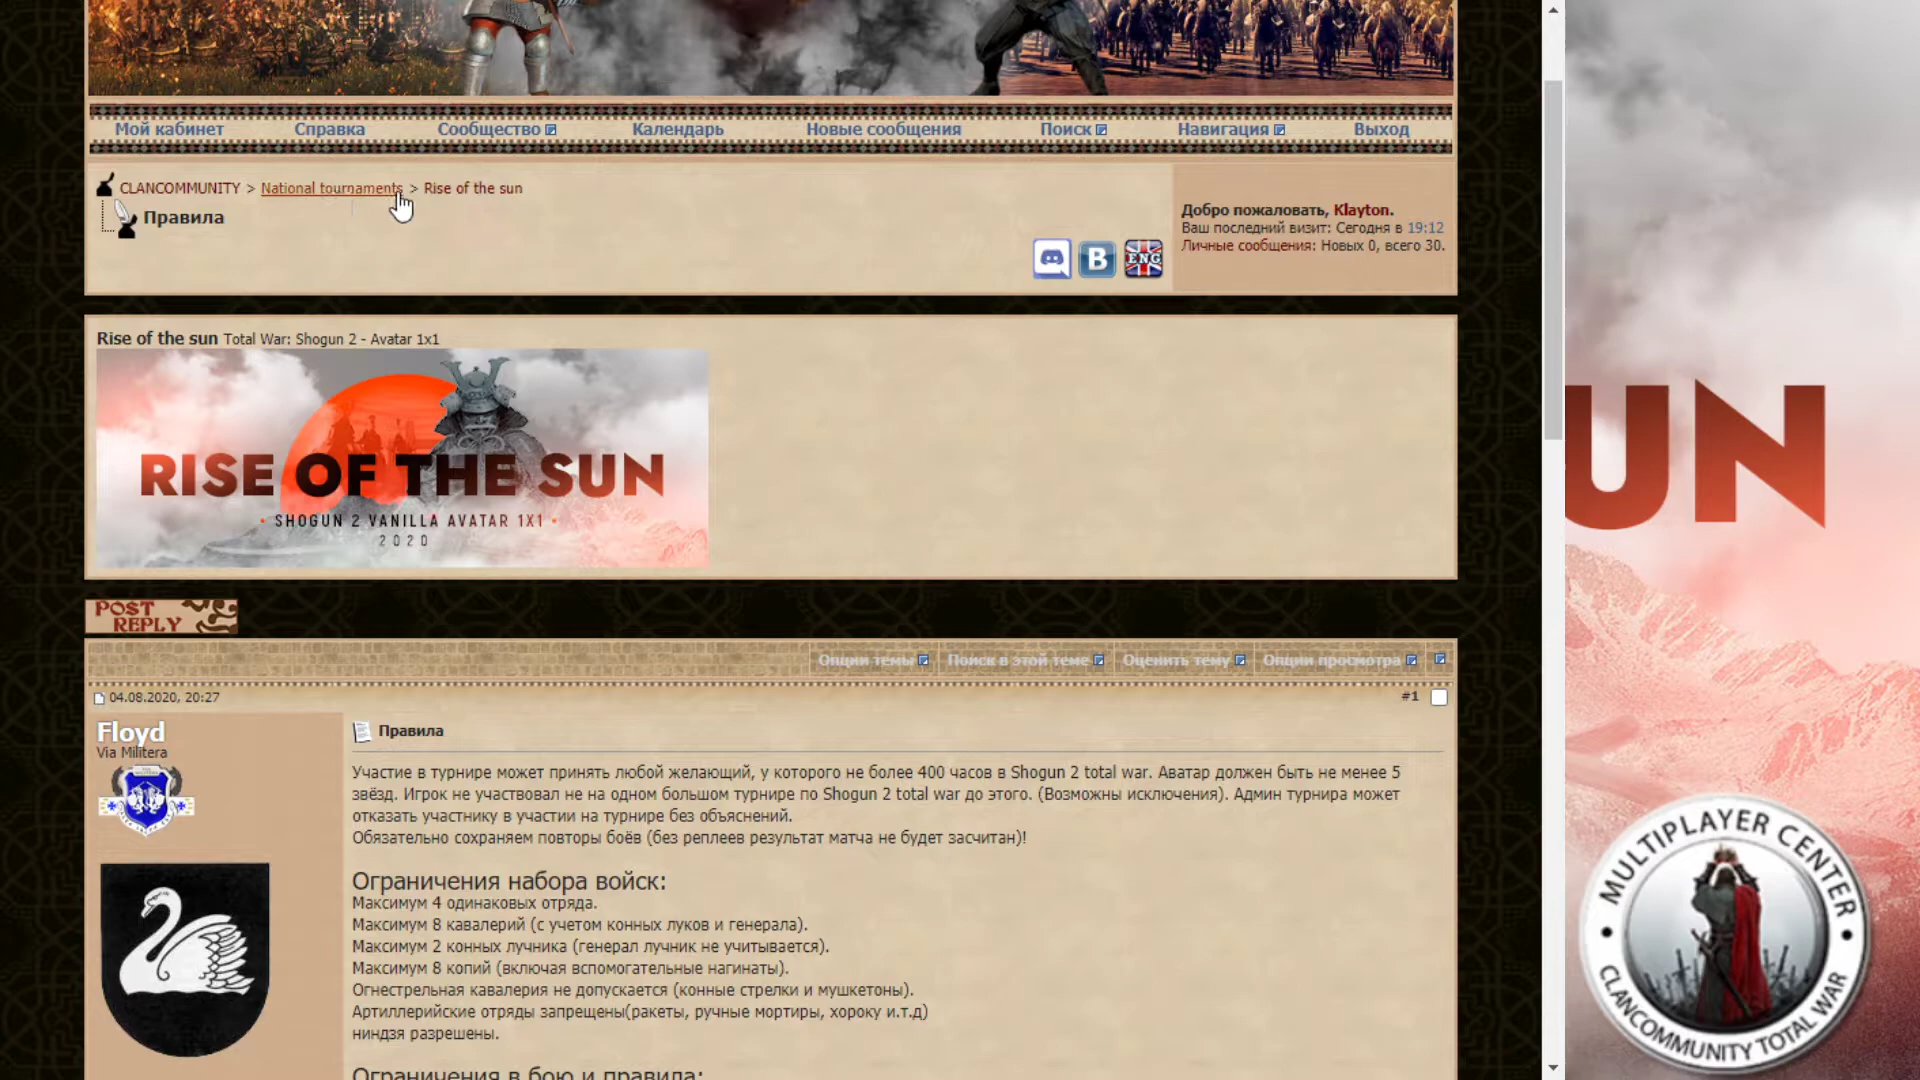 Мой кабинет Справка Сообщество Календарь Новые сообщения Поиск Навигация Выход
CLANCOMMUNITY > National tournaments > Rise of the sun
Правила
Добро пожаловать, Klayton.
Ваш последний визит: Сегодня в 19:12
Личные сообщения: Новых 0, всего 30.
B
ENG
Rise of the sun Total War: Shogun 2 - Avatar 1x1
RISE OF THE SUN
• SHOGUN 2 VANILLA AVATAR 1X1 •
2020
UN
POST
REPLY
Опции темы Поиск в этой теме Оценить тему Опции просмотра
04.08.2020, 20:27
#1
Floyd
Via Militera
Правила
Участие в турнире может принять любой желающий, у которого не более 400 часов в Shogun 2 total war. Аватар должен быть не менее 5
звёзд. Игрок не участвовал не на одном большом турнире по Shogun 2 total war до этого. (Возможны исключения). Админ турнира может
отказать участнику в участии на турнире без объяснений.
Обязательно сохраняем повторы боёв (без реплеев результат матча не будет засчитан)!
Ограничения набора войск:
Максимум 4 одинаковых отряда.
Максимум 8 кавалерий (с учетом конных луков и генерала).
Максимум 2 конных лучника (генерал лучник не учитывается).
Максимум 8 копий (включая вспомогательные нагинаты).
Огнестрельная кавалерия не допускается (конные стрелки и мушкетоны).
Артиллерийские отряды запрещены(ракеты, ручные мортиры, хороку и.т.д)
ниндзя разрешены.
Ограничения в бою и правила:
MULTIPLAYER CENTER
CLANCOMMUNITY TOTAL WAR